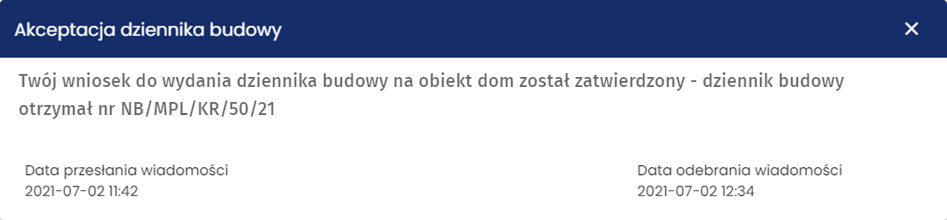 Akceptacja dziennika budowy
Twój wniosek do wydania dziennika budowy na obiekt dom został zatwierdzony - dziennik budowy
otrzymał nr NB/MPL/KR/50/21
Data przesłania wiadomości
2021-07-02 11:42
Data odebrania wiadomości
2021-07-02 12:34